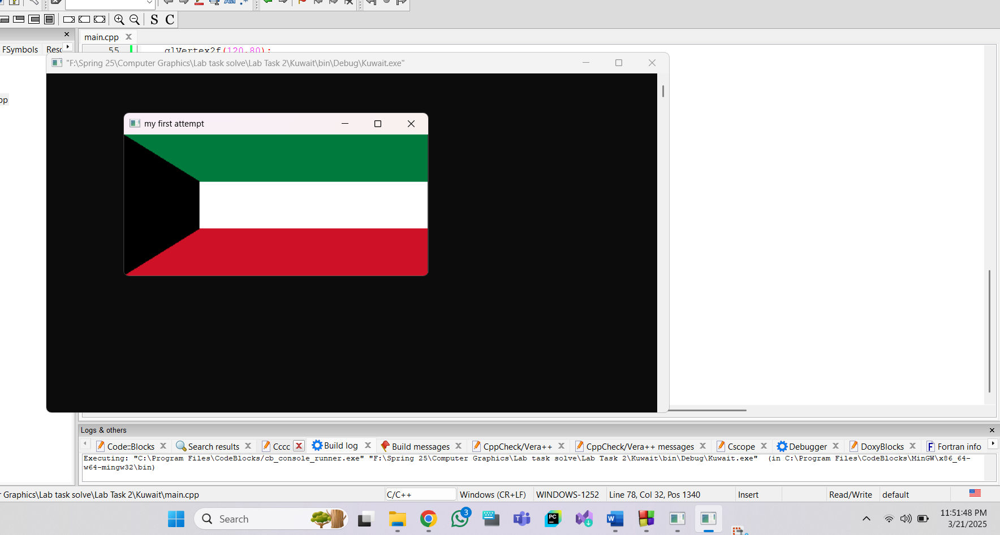 S C
main.cpp
FSymbols Resc
55 glVertex2f(120,80);
"F:\Spring 25\Computer Graphics\Lab task solve\Lab Task 2\Kuwait\bin\Debug\Kuwait.exe"
pp
my first attempt
Logs & others
Code::Blocks Search results Cccc Build log Build messages CppCheck/Vera++ CppCheck/Vera++ messages Cscope Debugger DoxyBlocks Fortran info
Executing: "C:\Program Files\CodeBlocks/cb_console_runner.exe" "F:\Spring 25\Computer Graphics\Lab task solve\Lab Task 2\Kuwait\bin\Debug\Kuwait.exe" (in C:\Program Files\CodeBlocks\MinGW\x86_64-
w64-mingw32\bin)
Graphics\Lab task solve\Lab Task 2\Kuwait\main.cpp C/C++ Windows (CR+LF) WINDOWS-1252 Line 78, Col 32, Pos 1340 Insert Read/Write default
Search
3
PC
11:51:48 PM
3/21/2025